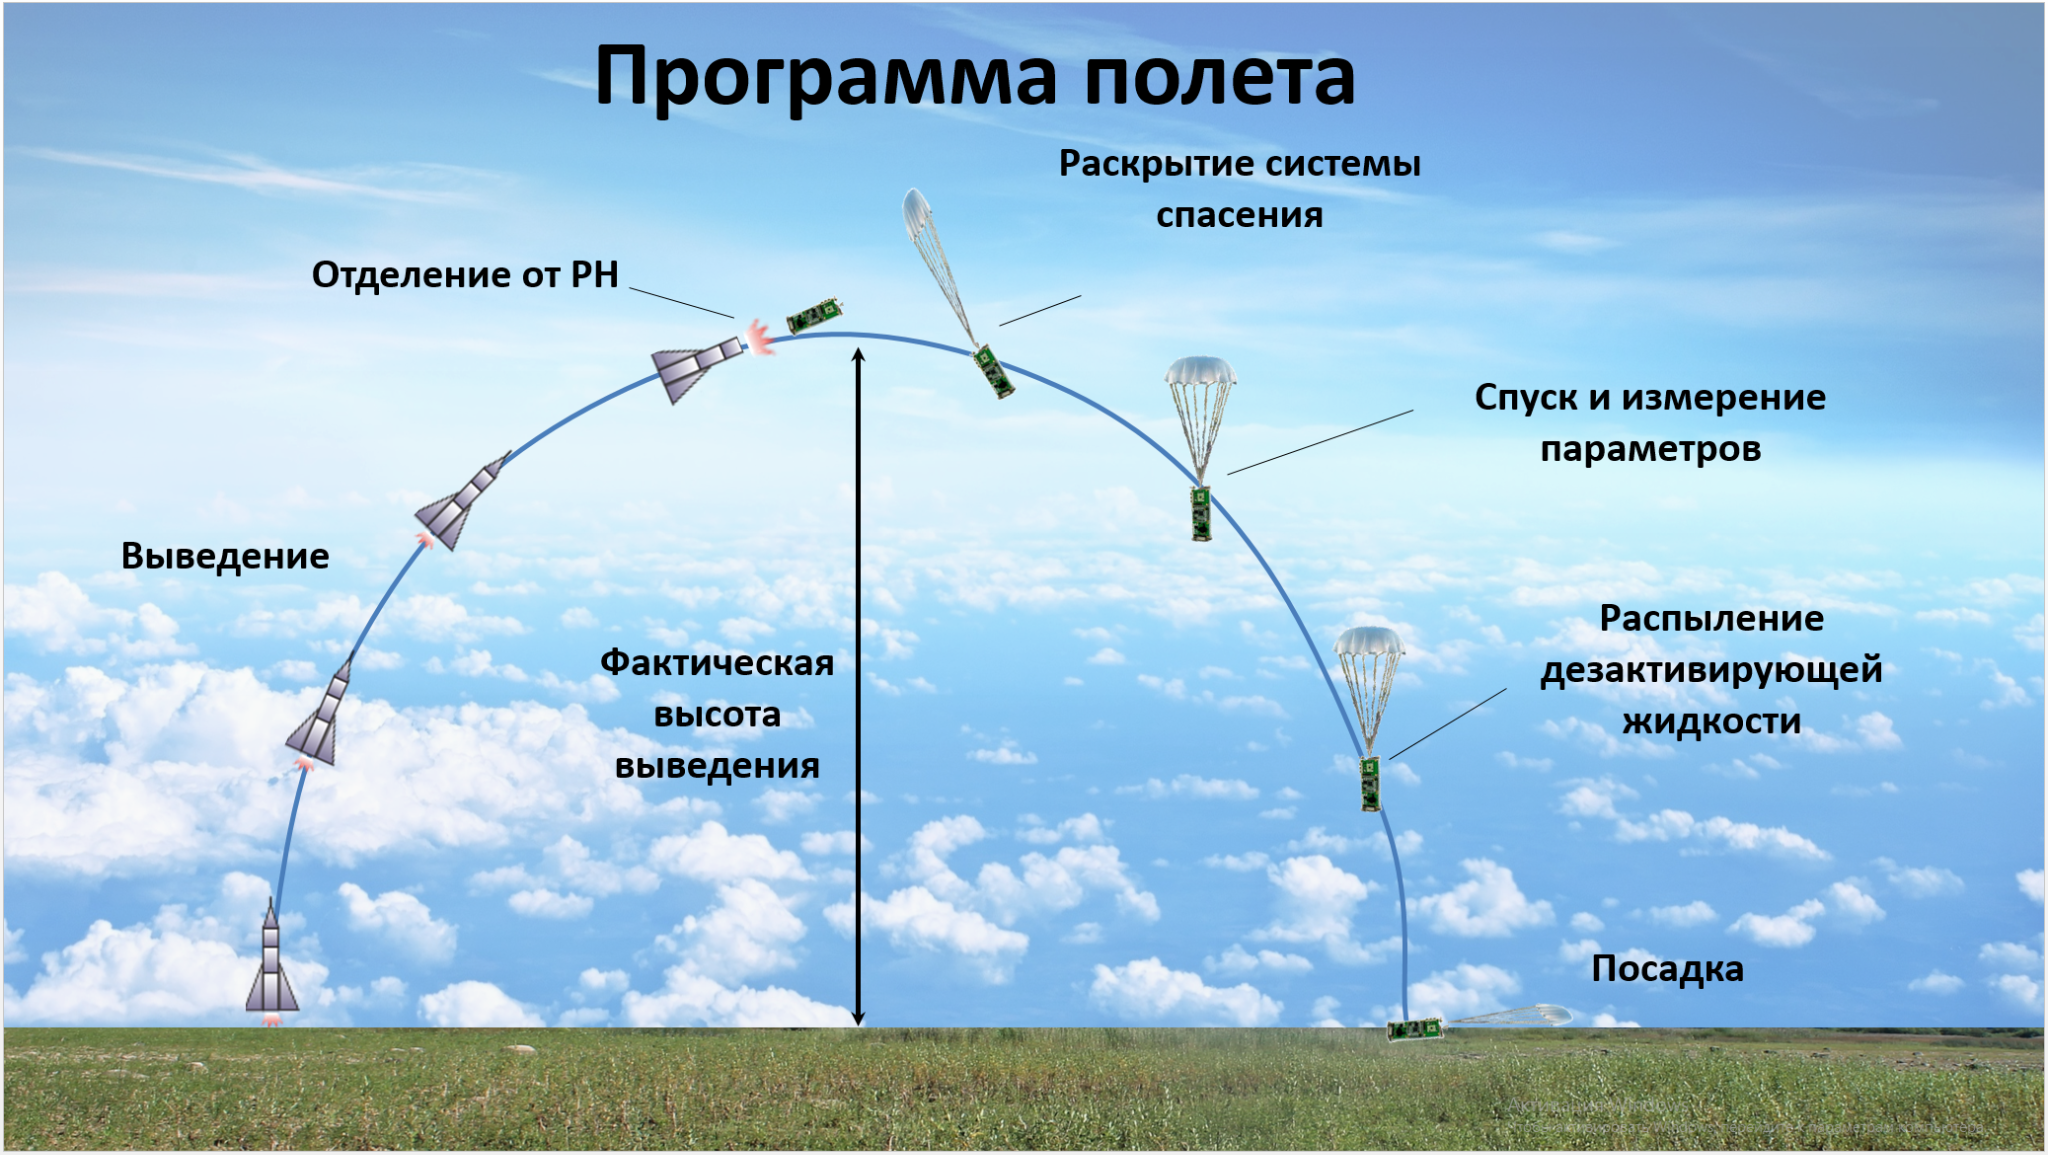 Программа полета
Раскрытие системы
спасения
Отделение от РН
Спуск и измерение
параметров
Выведение
Распыление
дезактивирующей
жидкости
Фактическая
высота
выведения
Посадка